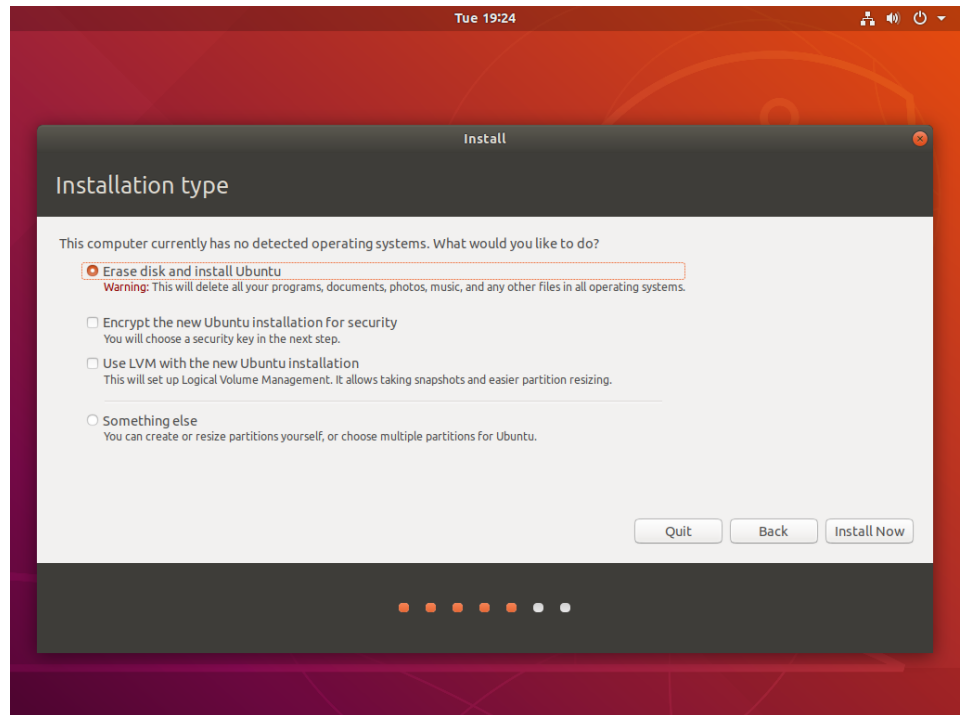 Tue 19:24
Install
Installation type
This computer currently has no detected operating systems. What would you like to do?
Erase disk and install Ubuntu
Warning: This will delete all your programs, documents, photos, music, and any other files in all operating systems.
Encrypt the new Ubuntu installation for security
You will choose a security key in the next step.
Use LVM with the new Ubuntu installation
This will set up Logical Volume Management. It allows taking snapshots and easier partition resizing.
Something else
You can create or resize partitions yourself, or choose multiple partitions for Ubuntu.
Quit Back Install Now